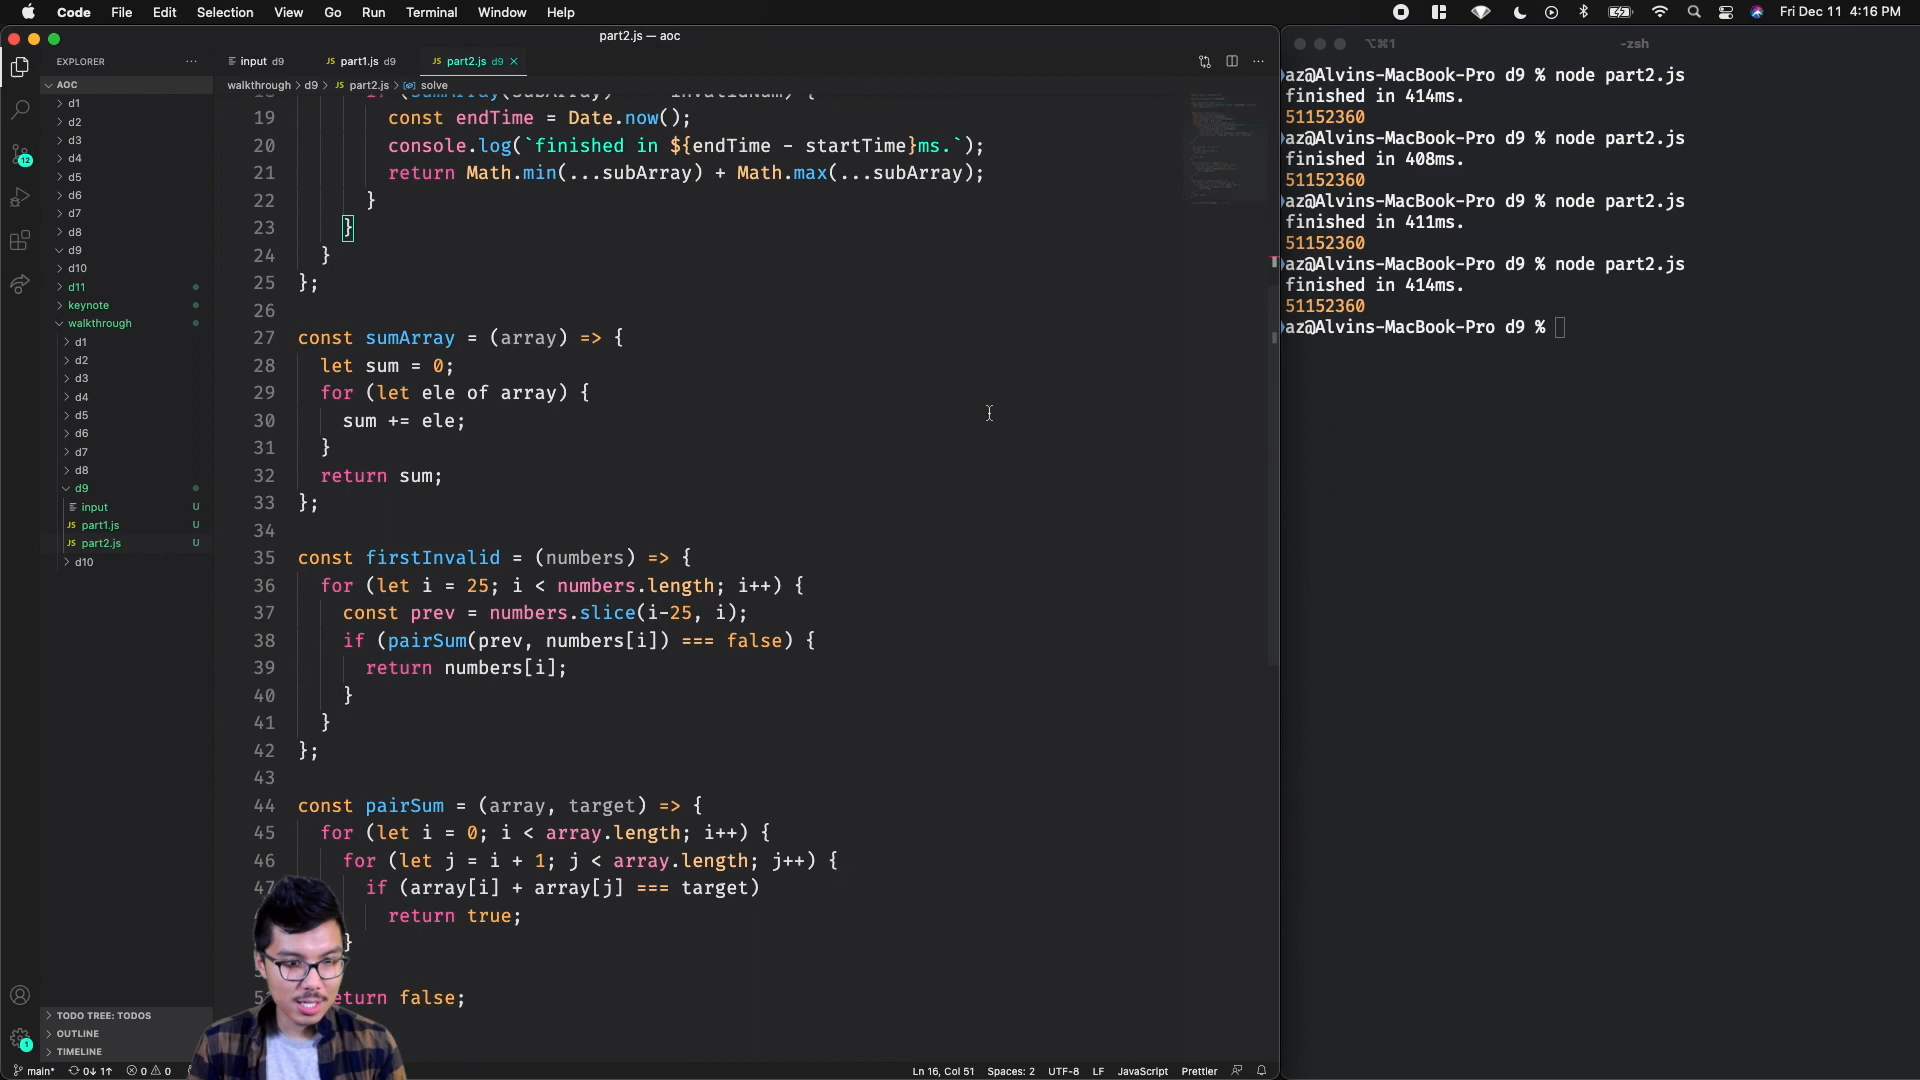 Code File Edit Selection View Go Run Terminal Window Help
Fri Dec 11 4:16 PM
part2.js — aoc
EXPLORER
AOC
d1
d2
d3
d4
d5
d6
d7
d8
d9
d10
d11
keynote
walkthrough
d1
d2
d3
d4
d5
d6
d7
d8
d9
input U
JS part1.js U
JS part2.js U
d10
TODO TREE: TODOS
OUTLINE
TIMELINE
12
1
input d9
JS part1.js d9
JS part2.js d9
walkthrough > d9 > JS part2.js > solve
19 const endTime = Date.now();
20 console.log(`finished in ${endTime - startTime}ms.`);
21 return Math.min(...subArray) + Math.max(...subArray);
22 }
23 }
24 }
25 };
26
27 const sumArray = (array) => {
28 let sum = 0;
29 for (let ele of array) {
30 sum += ele;
31 }
32 return sum;
33 };
34
35 const firstInvalid = (numbers) => {
36 for (let i = 25; i < numbers.length; i++) {
37 const prev = numbers.slice(i-25, i);
38 if (pairSum(prev, numbers[i]) === false) {
39 return numbers[i];
40 }
41 }
42 };
43
44 const pairSum = (array, target) => {
45 for (let i = 0; i < array.length; i++) {
46 for (let j = i + 1; j < array.length; j++) {
47 if (array[i] + array[j] === target)
return true;
}
return false;
main* 0↓ 1↑ 0 0
Ln 16, Col 51 Spaces: 2 UTF-8 LF JavaScript Prettier
⌥⌘1 -zsh
az@Alvins-MacBook-Pro d9 % node part2.js
finished in 414ms.
51152360
az@Alvins-MacBook-Pro d9 % node part2.js
finished in 408ms.
51152360
az@Alvins-MacBook-Pro d9 % node part2.js
finished in 411ms.
51152360
az@Alvins-MacBook-Pro d9 % node part2.js
finished in 414ms.
51152360
az@Alvins-MacBook-Pro d9 %